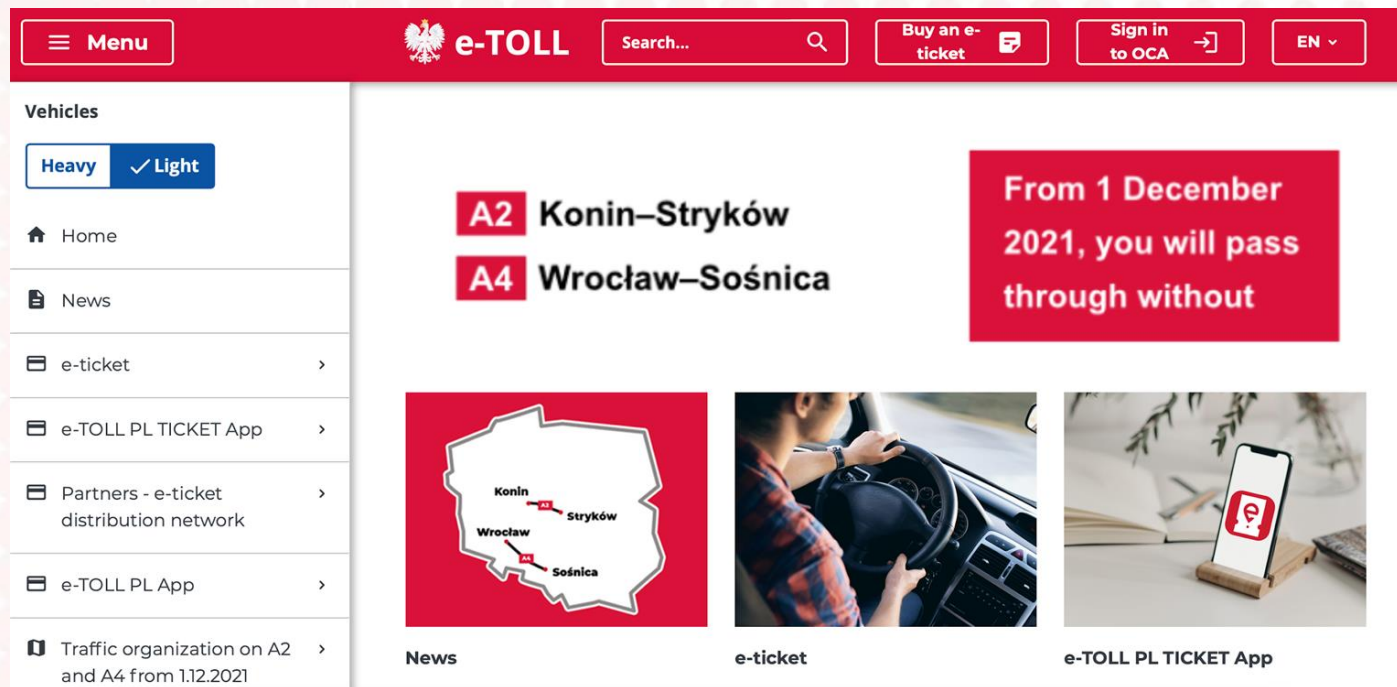 Menu
e-TOLL
Search...
Buy an e-
ticket
Sign in
to OCA
EN
Vehicles
Heavy
Light
Home
News
e-ticket
e-TOLL PL TICKET App
Partners - e-ticket
distribution network
e-TOLL PL App
Traffic organization on A2
and A4 from 1.12.2021
A2 Konin–Stryków
A4 Wrocław–Sośnica
From 1 December
2021, you will pass
through without
Konin
A2
Stryków
Wrocław
A4
Sośnica
News
e-ticket
e-TOLL PL TICKET App